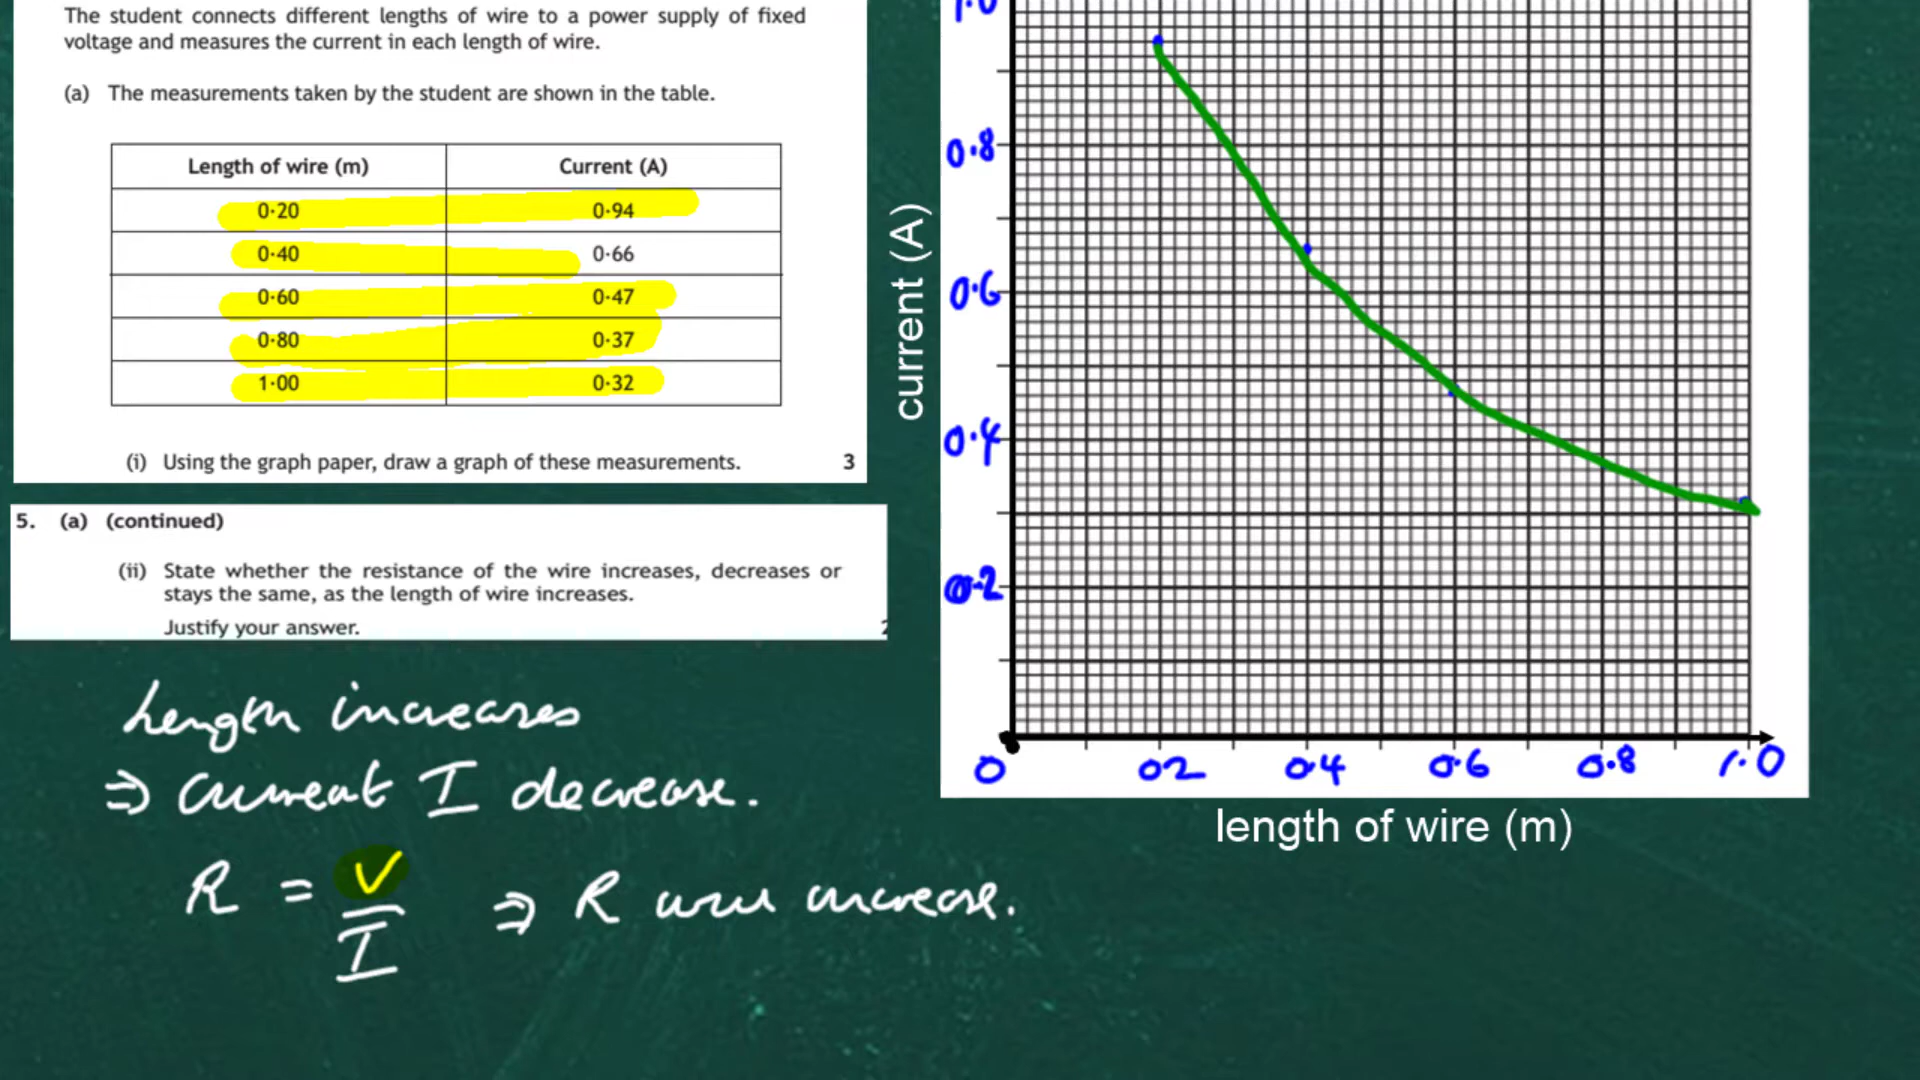 The student connects different lengths of wire to a power supply of fixed
voltage and measures the current in each length of wire.
(a) The measurements taken by the student are shown in the table.
Length of wire (m) Current (A)
0·20 0·94
0·40 0·66
0·60 0·47
0·80 0·37
1·00 0·32
(i) Using the graph paper, draw a graph of these measurements. 3
5. (a) (continued)
(ii) State whether the resistance of the wire increases, decreases or
stays the same, as the length of wire increases.
Justify your answer.
Length increases
⇒ Current I decrease.
R = V/I ⇒ R will increase.
current (A)
1.0
0.8
0.6
0.4
0.2
0 02 0.4 0.6 0.8 1.0
length of wire (m)